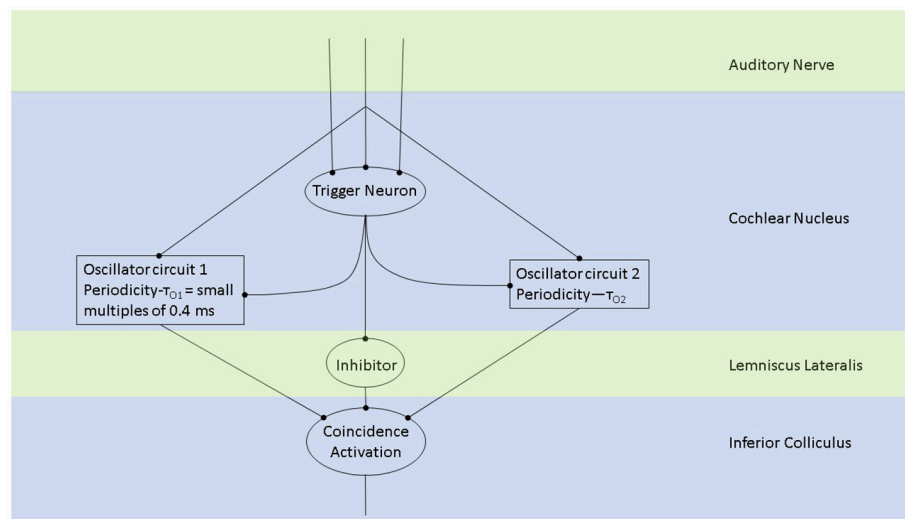 Auditory Nerve
Trigger Neuron
Cochlear Nucleus
Oscillator circuit 1
Periodicity-τO1 = small
multiples of 0.4 ms
Oscillator circuit 2
Periodicity—τO2
Inhibitor
Lemniscus Lateralis
Coincidence
Activation
Inferior Colliculus